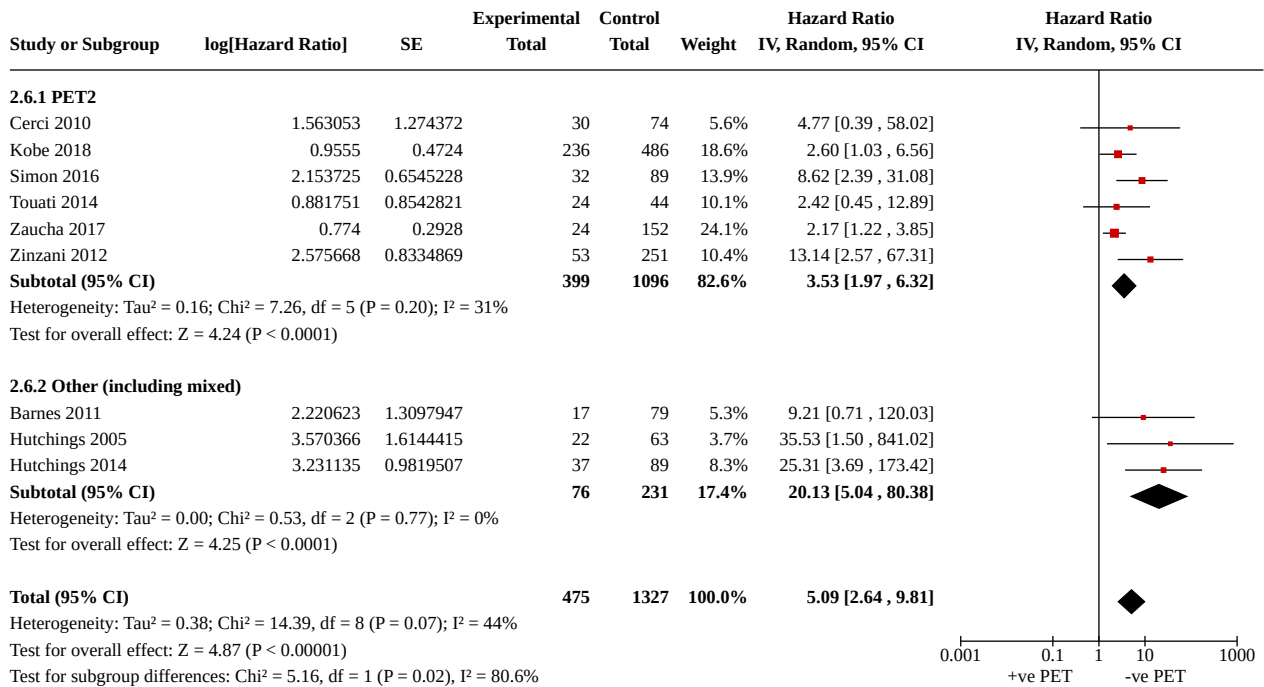 Experimental Control Hazard Ratio Hazard Ratio
Study or Subgroup log[Hazard Ratio] SE Total Total Weight IV, Random, 95% CI IV, Random, 95% CI
2.6.1 PET2
Cerci 2010 1.563053 1.274372 30 74 5.6% 4.77 [0.39 , 58.02]
Kobe 2018 0.9555 0.4724 236 486 18.6% 2.60 [1.03 , 6.56]
Simon 2016 2.153725 0.6545228 32 89 13.9% 8.62 [2.39 , 31.08]
Touati 2014 0.881751 0.8542821 24 44 10.1% 2.42 [0.45 , 12.89]
Zaucha 2017 0.774 0.2928 24 152 24.1% 2.17 [1.22 , 3.85]
Zinzani 2012 2.575668 0.8334869 53 251 10.4% 13.14 [2.57 , 67.31]
Subtotal (95% CI) 399 1096 82.6% 3.53 [1.97 , 6.32]
Heterogeneity: Tau² = 0.16; Chi² = 7.26, df = 5 (P = 0.20); I² = 31%
Test for overall effect: Z = 4.24 (P < 0.0001)
2.6.2 Other (including mixed)
Barnes 2011 2.220623 1.3097947 17 79 5.3% 9.21 [0.71 , 120.03]
Hutchings 2005 3.570366 1.6144415 22 63 3.7% 35.53 [1.50 , 841.02]
Hutchings 2014 3.231135 0.9819507 37 89 8.3% 25.31 [3.69 , 173.42]
Subtotal (95% CI) 76 231 17.4% 20.13 [5.04 , 80.38]
Heterogeneity: Tau² = 0.00; Chi² = 0.53, df = 2 (P = 0.77); I² = 0%
Test for overall effect: Z = 4.25 (P < 0.0001)
Total (95% CI) 475 1327 100.0% 5.09 [2.64 , 9.81]
Heterogeneity: Tau² = 0.38; Chi² = 14.39, df = 8 (P = 0.07); I² = 44%
Test for overall effect: Z = 4.87 (P < 0.00001) 0.001 0.1 1 10 1000
Test for subgroup differences: Chi² = 5.16, df = 1 (P = 0.02), I² = 80.6% +ve PET -ve PET